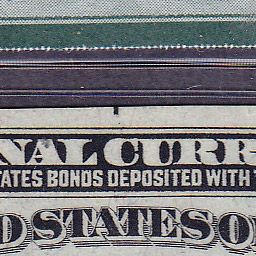 NAL CURR
TATES BONDS DEPOSITED WITH
D STATES O